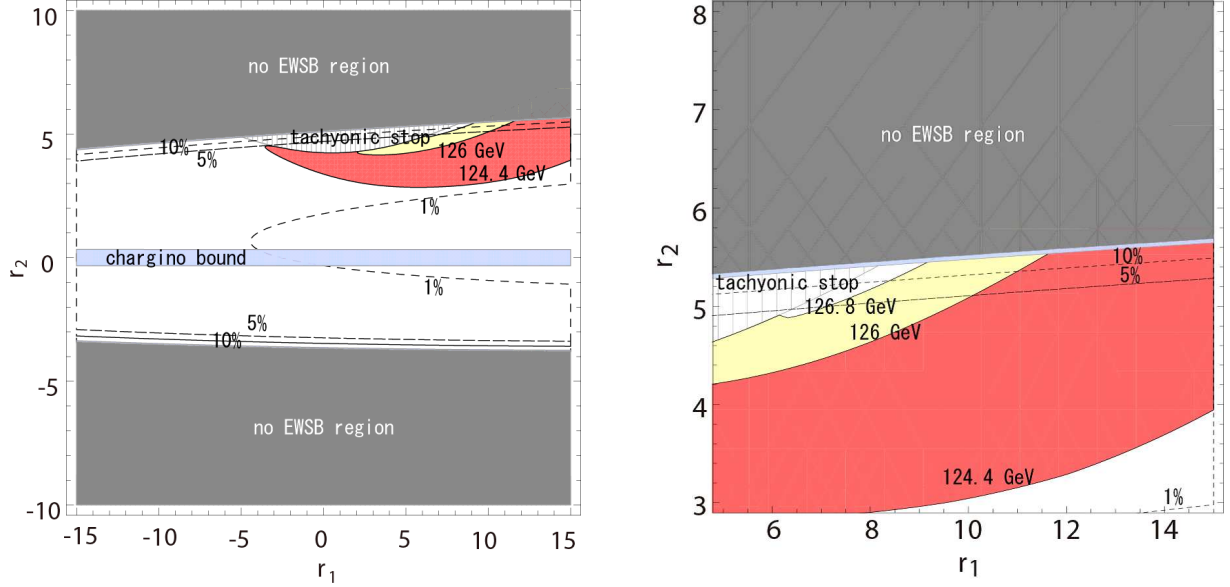 10
5
0
-5
-10
r2
no EWSB region
tachyonic stop
10%
5%
126 GeV
124.4 GeV
1%
chargino bound
1%
5%
10%
no EWSB region
-15
-10
-5
0
5
10
15
r1
8
7
6
5
4
3
r2
no EWSB region
10%
5%
tachyonic stop
126.8 GeV
126 GeV
124.4 GeV
1%
6
8
10
12
14
r1